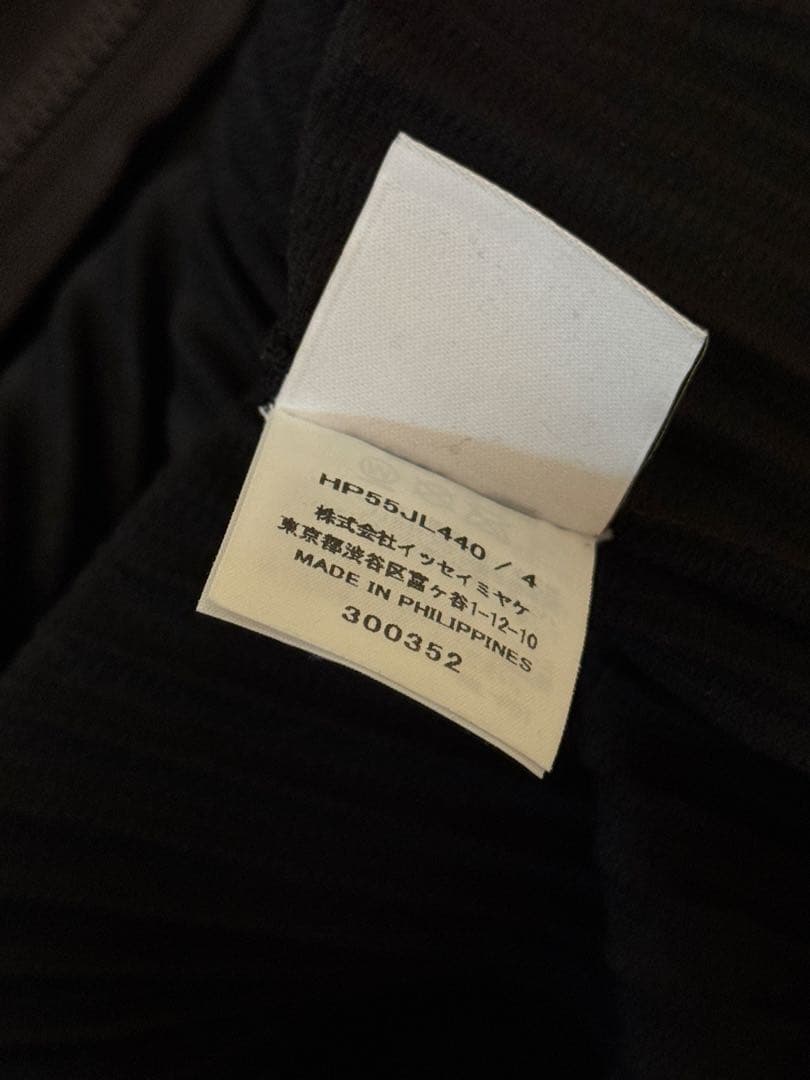 HP55JL440 / 4
株式会社イッセイミヤケ
東京都渋谷区富ヶ谷1-12-10
MADE IN PHILIPPINES
300352